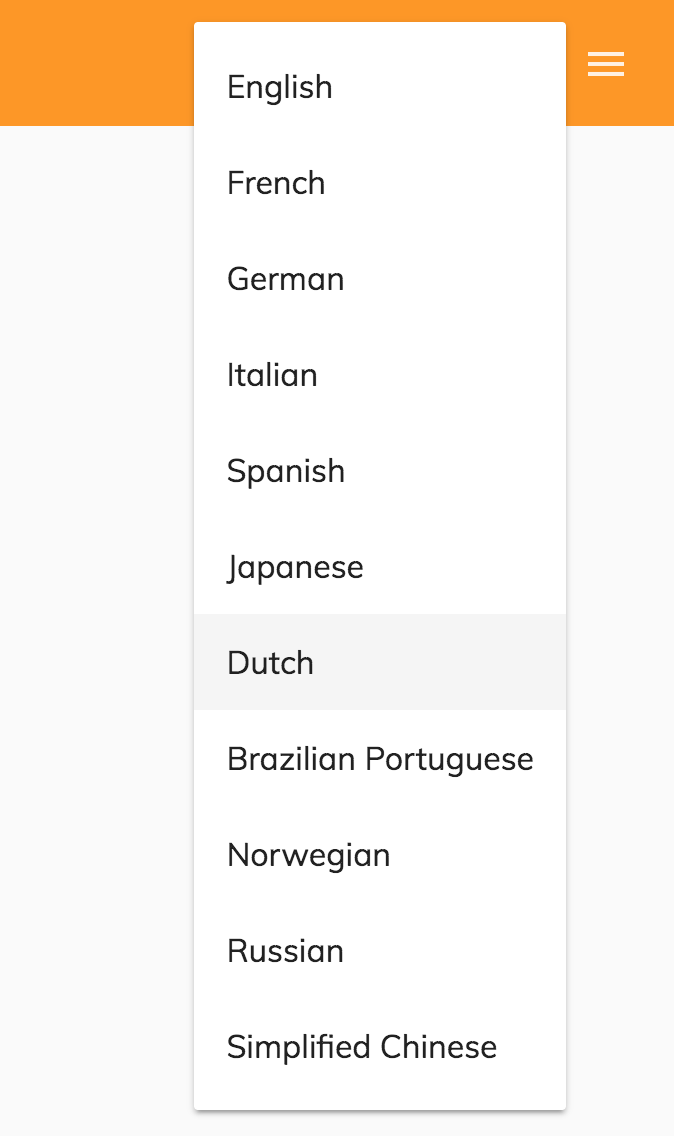 English
French
German
Italian
Spanish
Japanese
Dutch
Brazilian Portuguese
Norwegian
Russian
Simplified Chinese